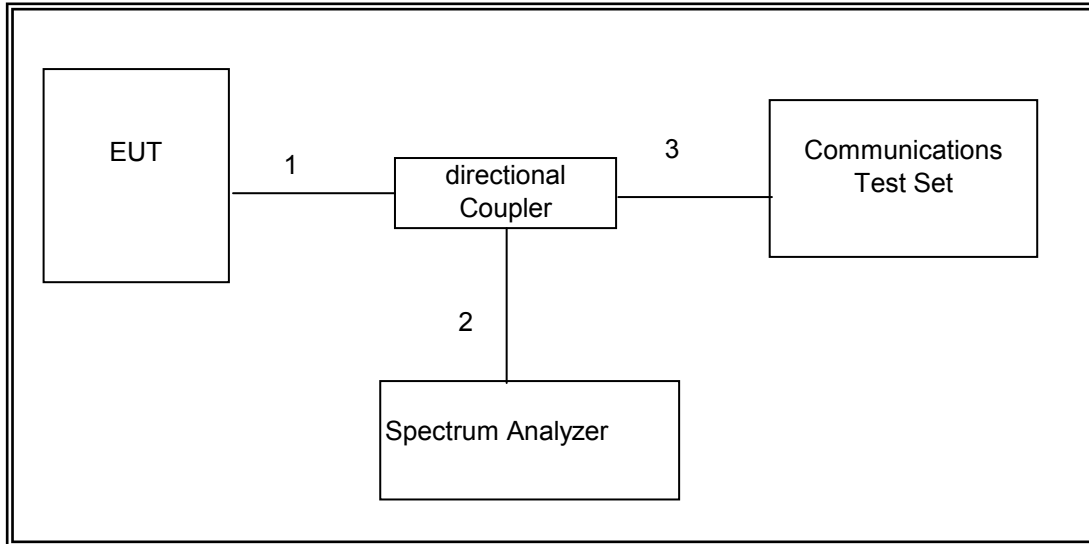 EUT
1
directional
Coupler
3
Communications
Test Set
2
Spectrum Analyzer